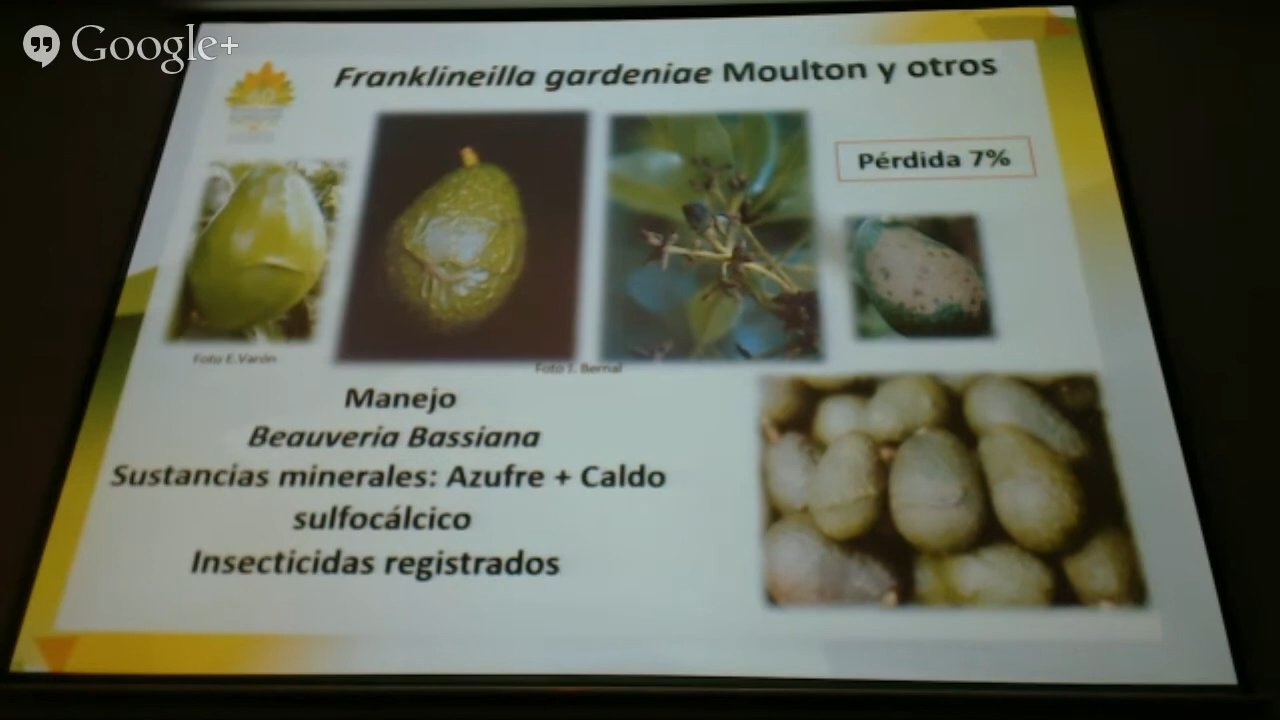 Google+
Franklineilla gardeniae Moulton y otros
Pérdida 7%
Foto E.Varón
Foto J. Bernal
Manejo
Beauveria Bassiana
Sustancias minerales: Azufre + Caldo
sulfocálcico
Insecticidas registrados